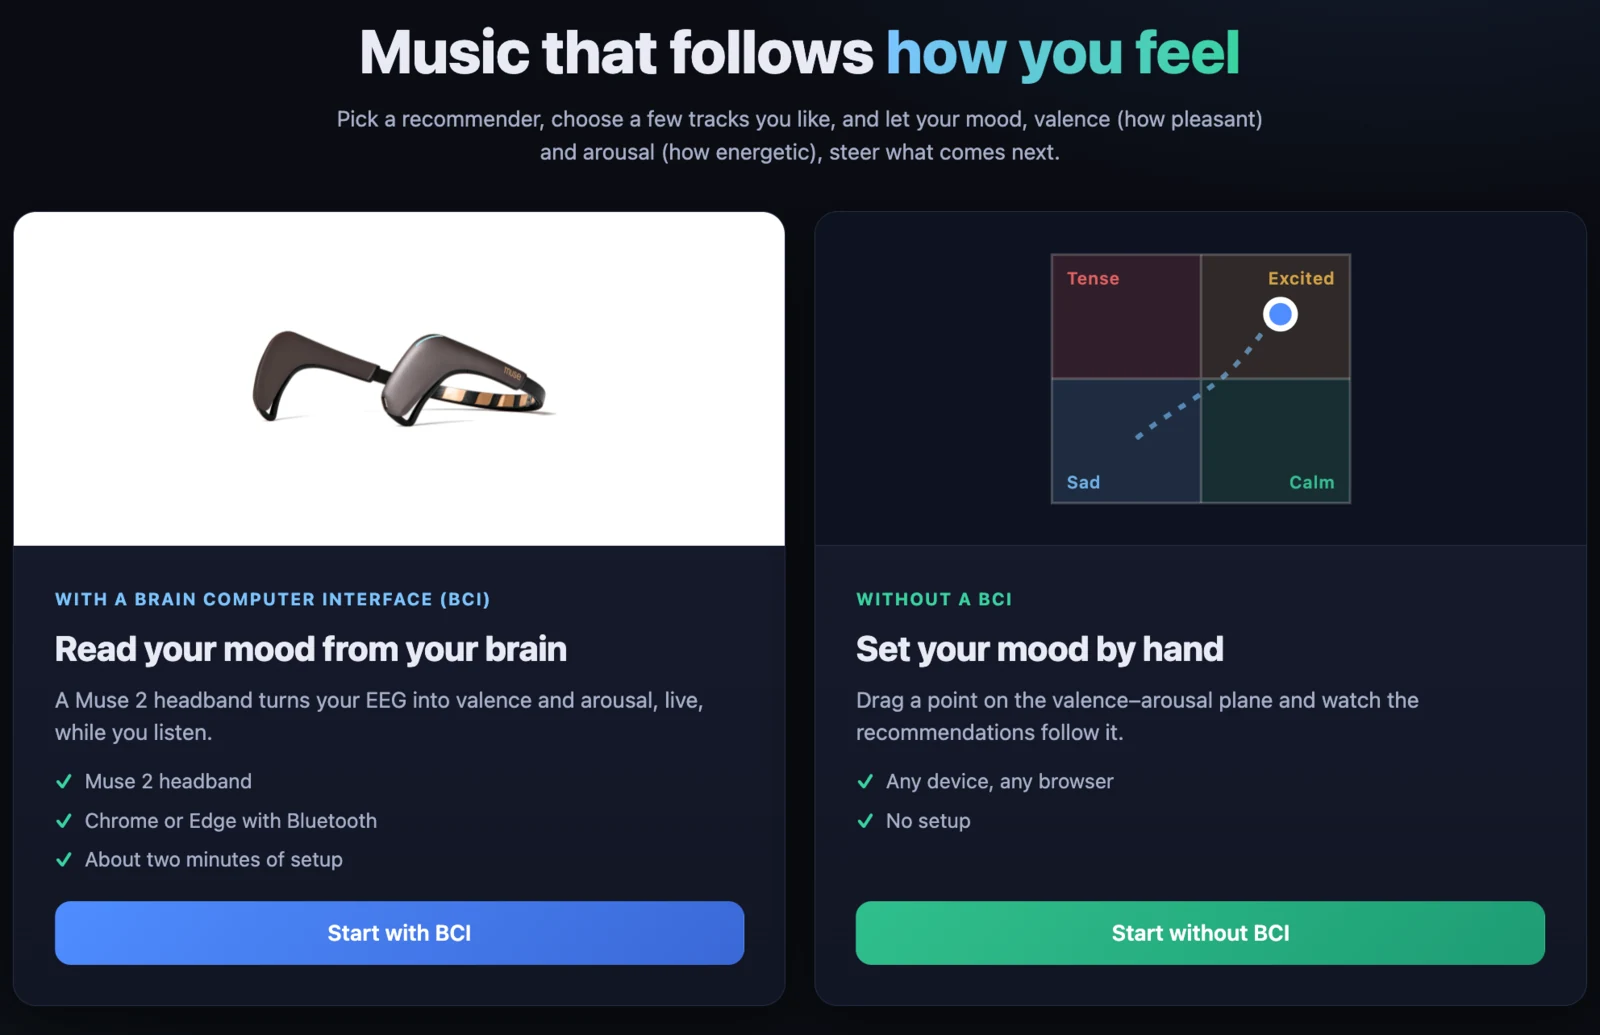 Music that follows how you feel
Pick a recommender, choose a few tracks you like, and let your mood, valence (how pleasant)
and arousal (how energetic), steer what comes next.
muse
WITH A BRAIN COMPUTER INTERFACE (BCI)
Read your mood from your brain
A Muse 2 headband turns your EEG into valence and arousal, live,
while you listen.
Muse 2 headband
Chrome or Edge with Bluetooth
About two minutes of setup
Start with BCI
Tense
Excited
Sad
Calm
WITHOUT A BCI
Set your mood by hand
Drag a point on the valence–arousal plane and watch the
recommendations follow it.
Any device, any browser
No setup
Start without BCI